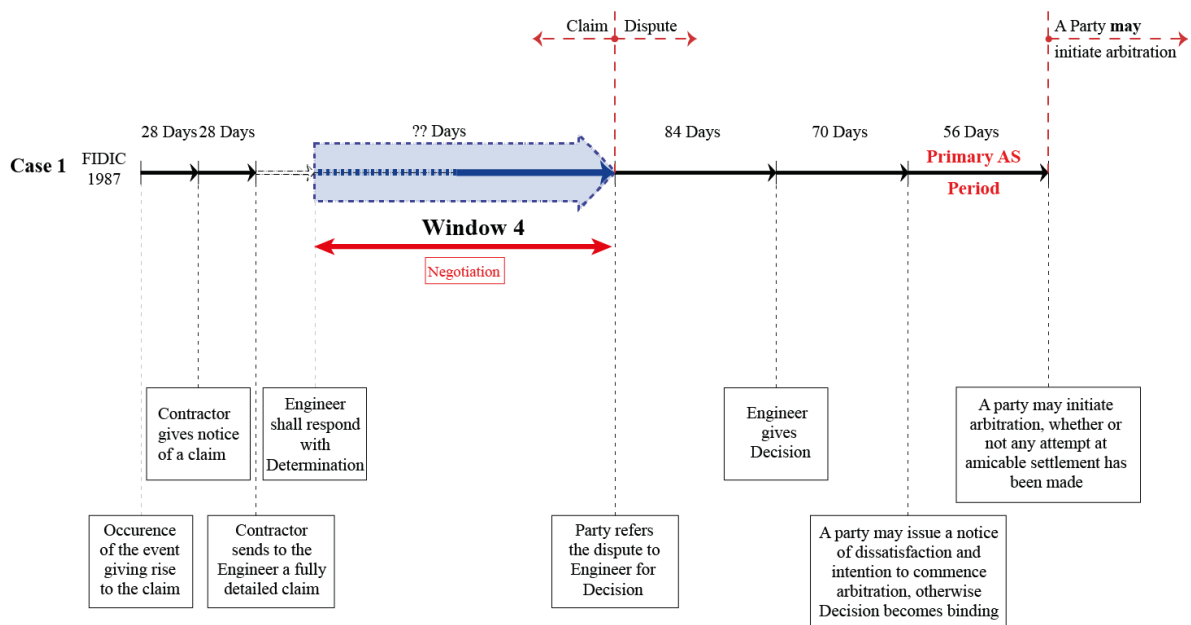 Claim
Dispute
A Party may
initiate arbitration
28 Days
28 Days
?? Days
84 Days
70 Days
56 Days
Case 1
FIDIC
1987
Primary AS
Period
Window 4
Negotiation
Contractor
gives notice
of a claim
Engineer
shall respond
with
Determination
Engineer
gives
Decision
A party may initiate
arbitration, whether or
not any attempt at
amicable settlement has
been made
Occurence
of the event
giving rise
to the claim
Contractor
sends to the
Engineer a fully
detailed claim
Party refers
the dispute to
Engineer for
Decision
A party may issue a notice
of dissatisfaction and
intention to commence
arbitration, otherwise
Decision becomes binding